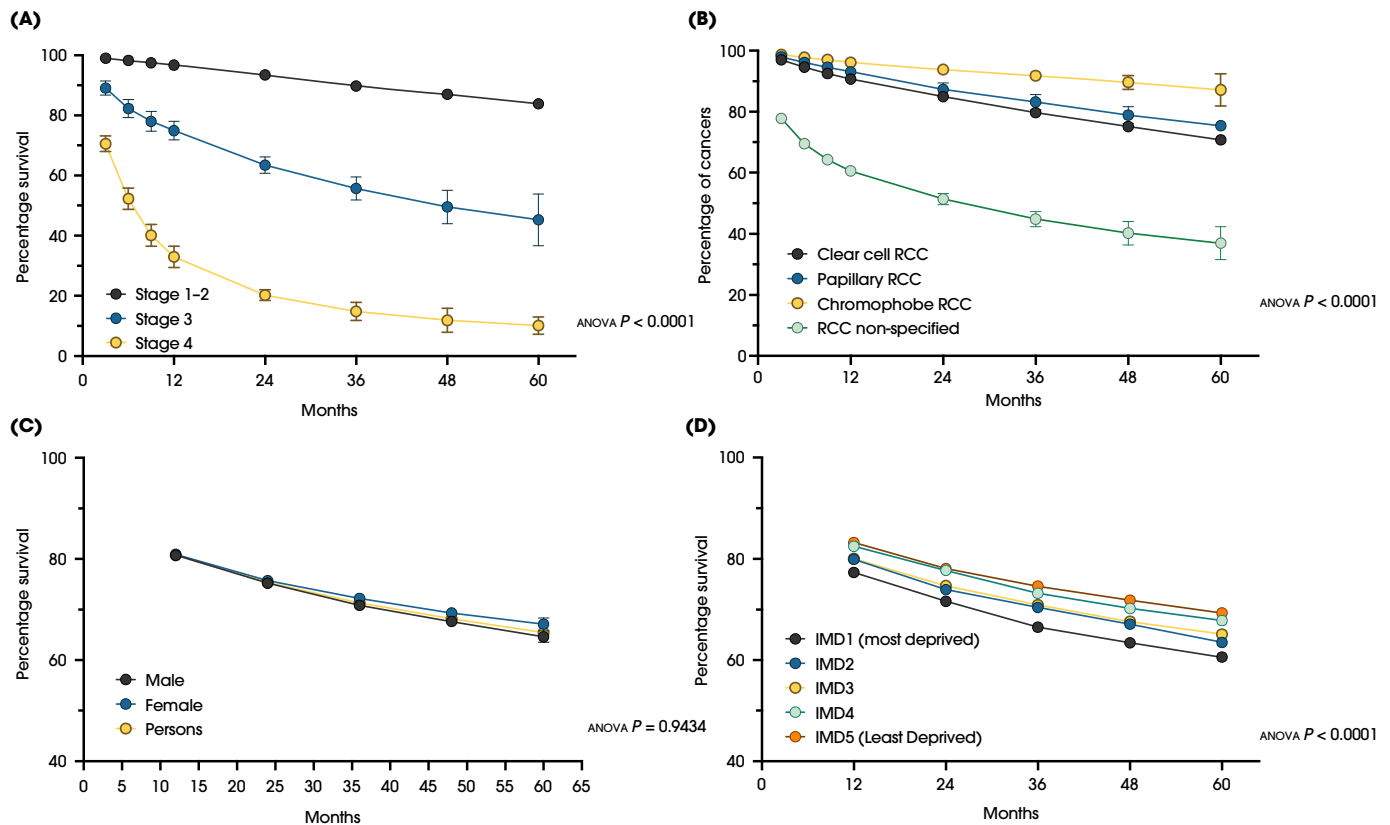 (A)
Percentage survival
100
80
60
40
20
0
Stage 1–2
Stage 3
Stage 4
ANOVA P < 0.0001
0 12 24 36 48 60
Months
(B)
Percentage of cancers
100
80
60
40
20
0
Clear cell RCC
Papillary RCC
Chromophobe RCC
RCC non-specified
ANOVA P < 0.0001
0 12 24 36 48 60
Months
(C)
Percentage survival
100
80
60
40
Male
Female
Persons
ANOVA P = 0.9434
0 5 10 15 20 25 30 35 40 45 50 55 60 65
Months
(D)
Percentage survival
100
80
60
40
IMD1 (most deprived)
IMD2
IMD3
IMD4
IMD5 (Least Deprived)
ANOVA P < 0.0001
0 12 24 36 48 60
Months